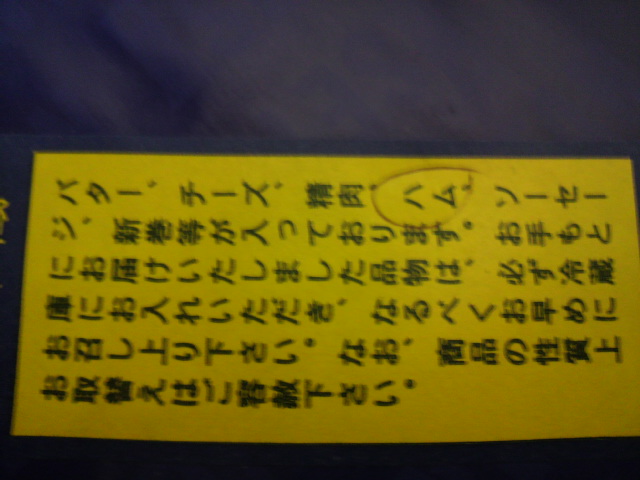 バター、チーズ、精肉、ハム、ソーセー
ジ、新巻等が入っております。お手もと
にお届けいたしました品物は、必ず冷蔵
庫にお入れいただき、なるべくお早めに
お召し上り下さい。なお、商品の性質上
お取替えはご容赦下さい。